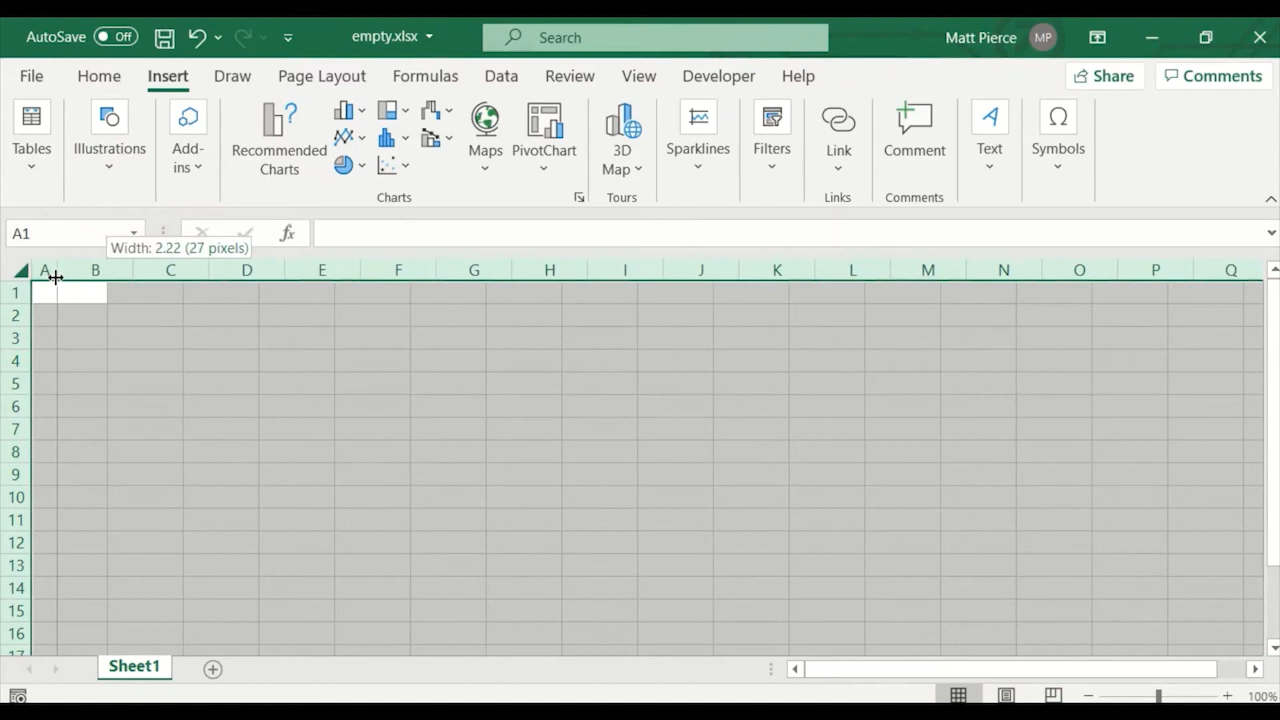 AutoSave Off empty.xlsx Search Matt Pierce MP
File Home Insert Draw Page Layout Formulas Data Review View Developer Help Share Comments
Tables Illustrations Add-ins Recommended Charts Maps PivotChart 3D Map Sparklines Filters Link Comment Text Symbols
Charts Tours Links Comments
A1 fx
Width: 2.22 (27 pixels)
A B C D E F G H I J K L M N O P Q
1
2
3
4
5
6
7
8
9
10
11
12
13
14
15
16
17
Sheet1
100%